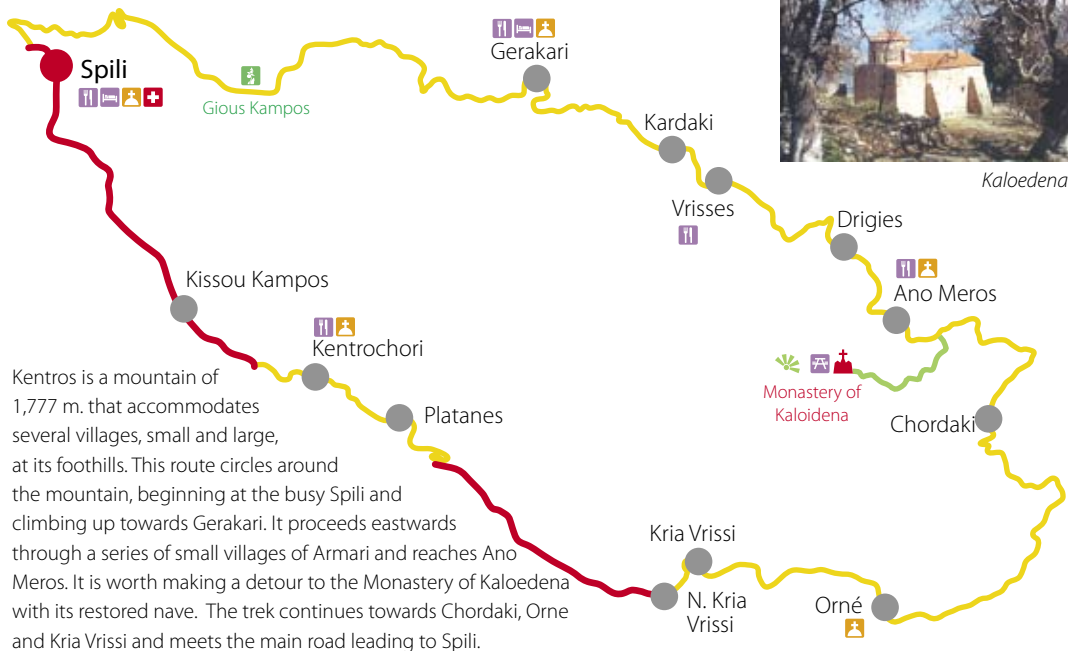 Spili
Gious Kampos
Gerakari
Kardaki
Vrisses
Kaloedena
Drigies
Ano Meros
Kissou Kampos
Kentrochori
Platanes
Monastery of
Kaloidena
Chordaki
Kria Vrissi
N. Kria
Vrissi
Orné
Kentros is a mountain of
1,777 m. that accommodates
several villages, small and large,
at its foothills. This route circles around
the mountain, beginning at the busy Spili and
climbing up towards Gerakari. It proceeds eastwards
through a series of small villages of Armari and reaches Ano
Meros. It is worth making a detour to the Monastery of Kaloedena
with its restored nave. The trek continues towards Chordaki, Orne
and Kria Vrissi and meets the main road leading to Spili.